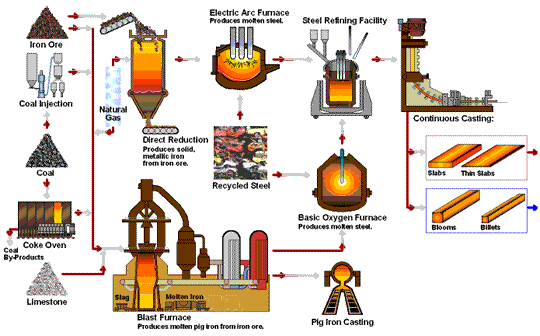 Iron Ore
Coal Injection
Natural
Gas
Direct Reduction
Produces solid,
metallic iron
from iron ore.
Electric Arc Furnace
Produces molten steel.
Steel Refining Facility
Continuous Casting:
Slabs
Thin Slabs
Blooms
Billets
Recycled Steel
Basic Oxygen Furnace
Produces molten steel.
Coal
Coke Oven
Coal
By-Products
Limestone
Slag
Molten Iron
Blast Furnace
Produces molten pig iron from iron ore.
Pig Iron Casting